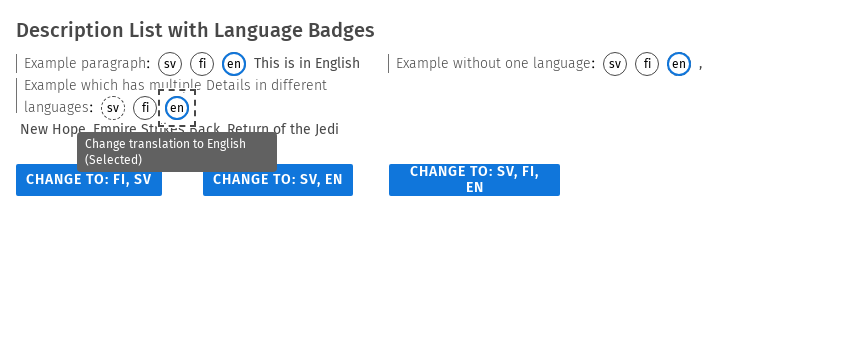 Description List with Language Badges
Example paragraph: sv fi en This is in English
Example without one language: sv fi en ,
Example which has multiple Details in different
languages: sv fi en
New Hope, Empire Strikes Back, Return of the Jedi
Change translation to English
(Selected)
CHANGE TO: FI, SV
CHANGE TO: SV, EN
CHANGE TO: SV, FI,
EN